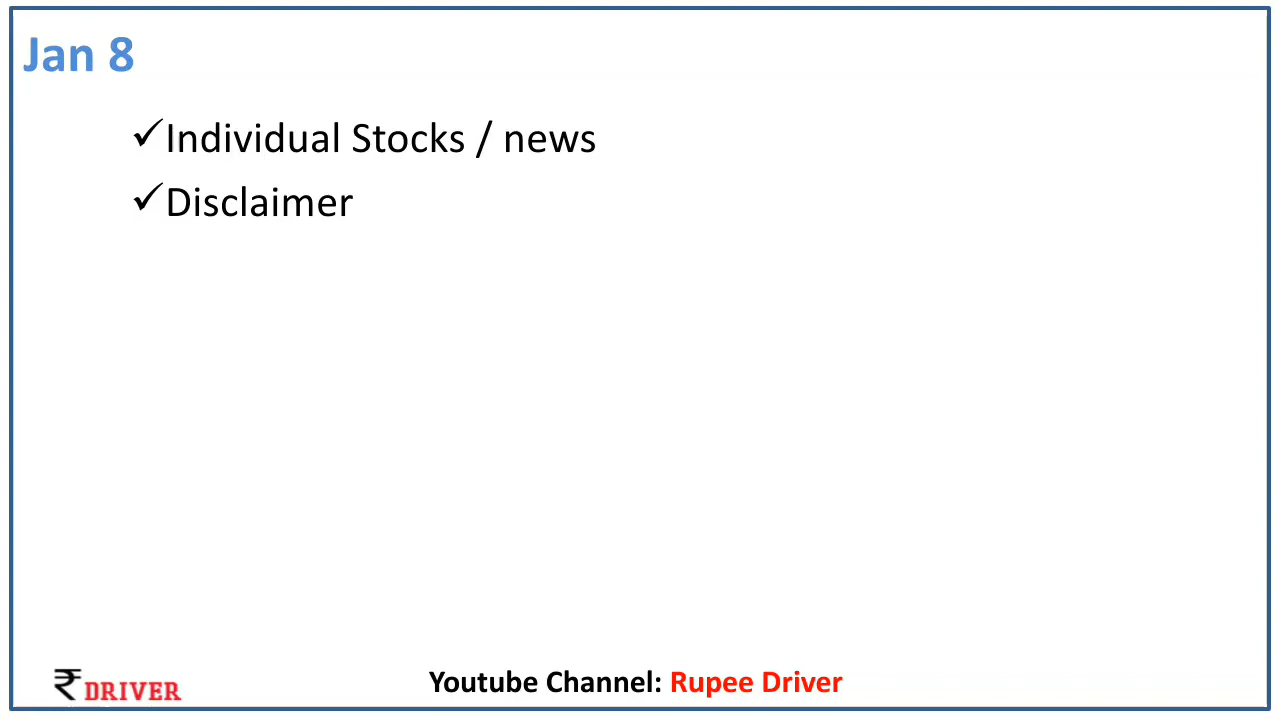 Jan 8
✓Individual Stocks / news
✓Disclaimer
₹ DRIVER
Youtube Channel: Rupee Driver